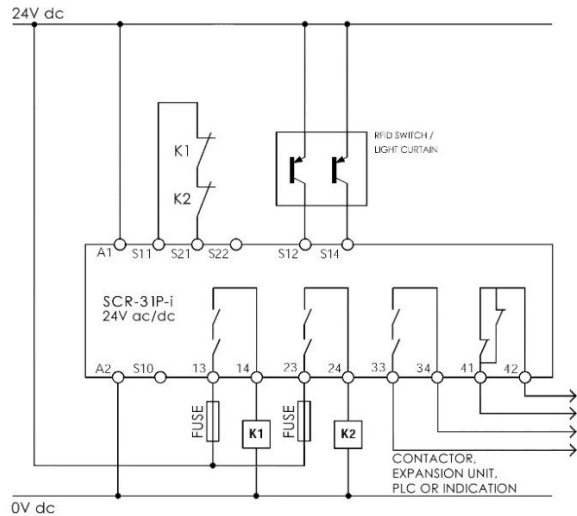 24V dc
RFID SWITCH /
LIGHT CURTAIN
K1
K2
A1 S11 S21 S22 S12 S14
SCR-31P-i
24V ac/dc
A2 S10 13 14 23 24 33 34 41 42
FUSE K1 FUSE K2
CONTACTOR,
EXPANSION UNIT,
PLC OR INDICATION
0V dc